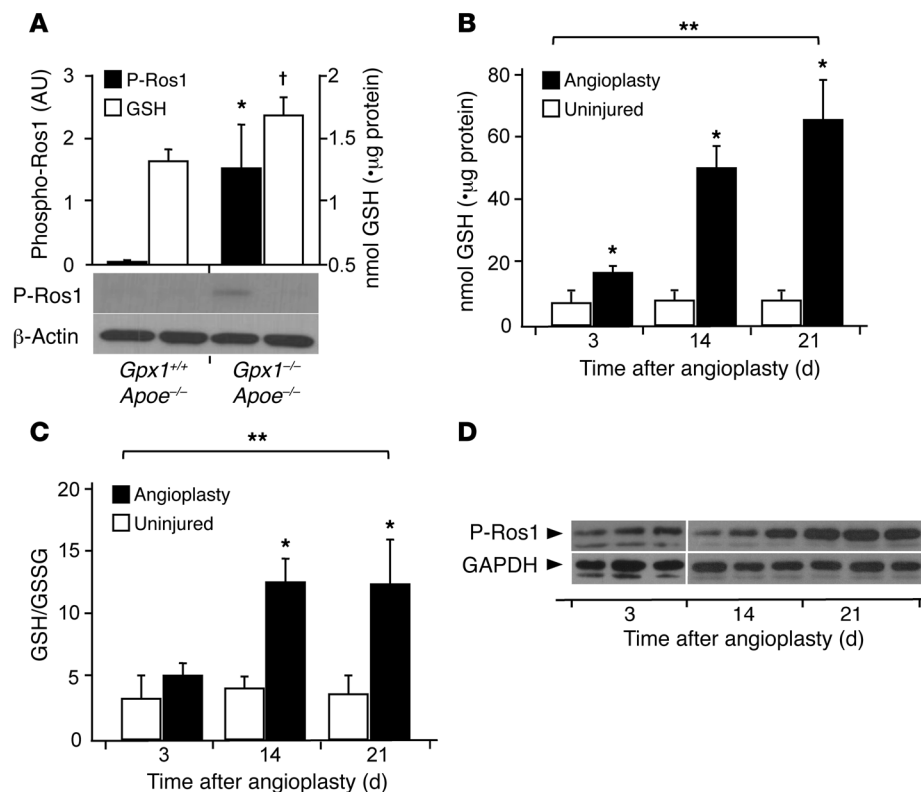 A
P-Ros1
GSH
Phospho-Ros1 (AU)
3
2
1
0
*
†
2
1.5
1
0.5
nmol GSH (•μg protein)
P-Ros1
β-Actin
Gpx1+/+ Gpx1–/–
Apoe–/– Apoe–/–
B
**
Angioplasty
Uninjured
nmol GSH (•μg protein)
80
60
40
20
0
*
*
*
3 14 21
Time after angioplasty (d)
C
**
Angioplasty
Uninjured
GSH/GSSG
20
15
10
5
0
*
*
3 14 21
Time after angioplasty (d)
D
P-Ros1
GAPDH
3 14 21
Time after angioplasty (d)